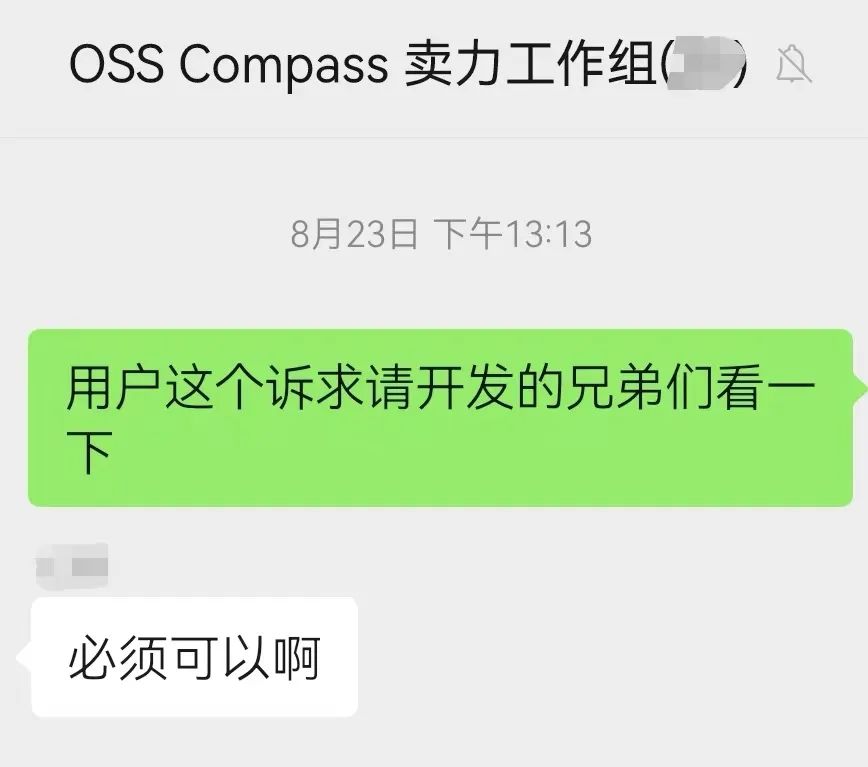 OSS Compass 卖力工作组()
8月23日 下午13:13
用户这个诉求请开发的兄弟们看一
下
必须可以啊